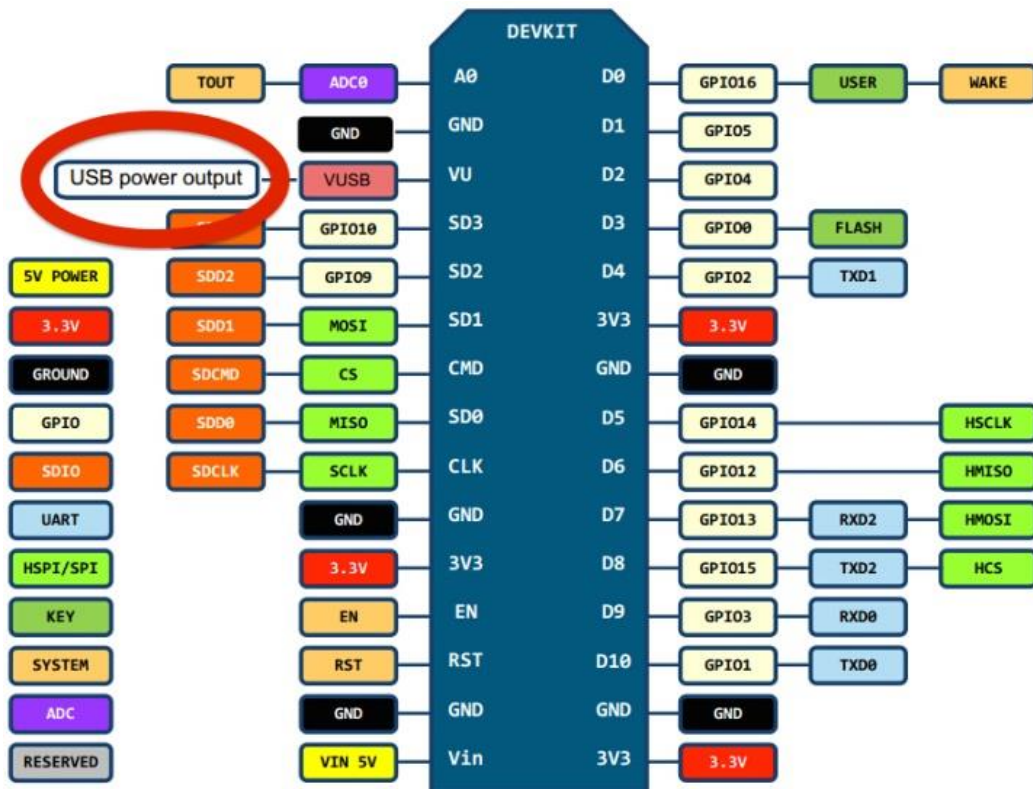 DEVKIT
TOUT ADC0 A0 D0 GPIO16 USER WAKE
GND GND D1 GPIO5
USB power output VUSB VU D2 GPIO4
GPIO10 SD3 D3 GPIO0 FLASH
5V POWER SDD2 GPIO9 SD2 D4 GPIO2 TXD1
3.3V SDD1 MOSI SD1 3V3 3.3V
GROUND SDCMD CS CMD GND GND
GPIO SDD0 MISO SD0 D5 GPIO14 HSCLK
SDIO SDCLK SCLK CLK D6 GPIO12 HMISO
UART GND GND D7 GPIO13 RXD2 HMOSI
HSPI/SPI 3.3V 3V3 D8 GPIO15 TXD2 HCS
KEY EN EN D9 GPIO3 RXD0
SYSTEM RST RST D10 GPIO1 TXD0
ADC GND GND GND GND
RESERVED VIN 5V Vin 3V3 3.3V